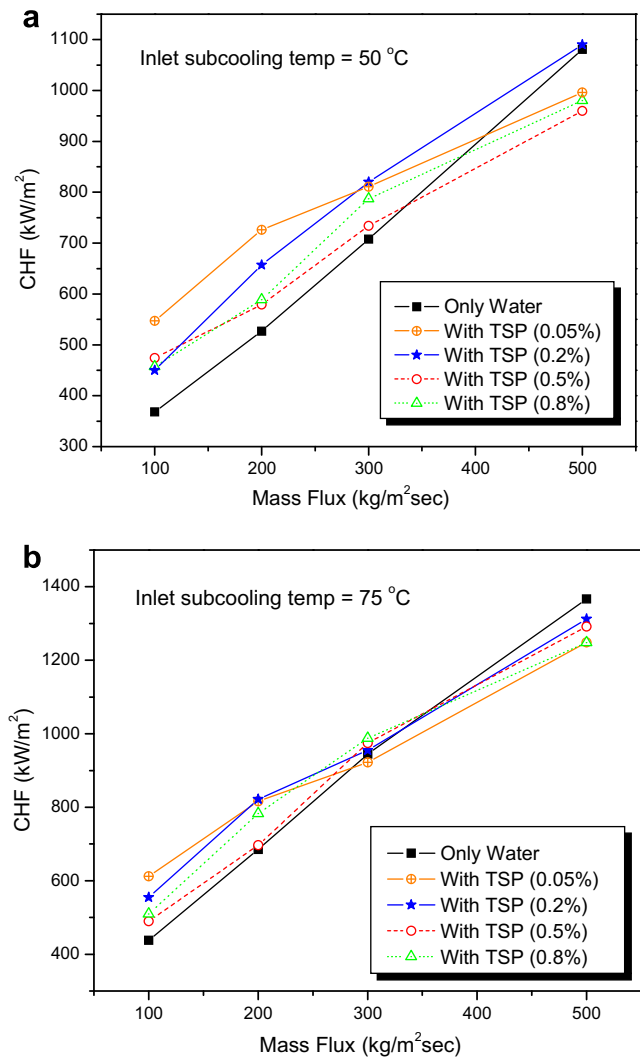 a
1100
1000
900
800
700
600
500
400
300
CHF (kW/m²)
Inlet subcooling temp = 50 °C
Only Water
With TSP (0.05%)
With TSP (0.2%)
With TSP (0.5%)
With TSP (0.8%)
100 200 300 400 500
Mass Flux (kg/m²sec)
b
1400
1200
1000
800
600
400
CHF (kW/m²)
Inlet subcooling temp = 75 °C
Only Water
With TSP (0.05%)
With TSP (0.2%)
With TSP (0.5%)
With TSP (0.8%)
100 200 300 400 500
Mass Flux (kg/m²sec)